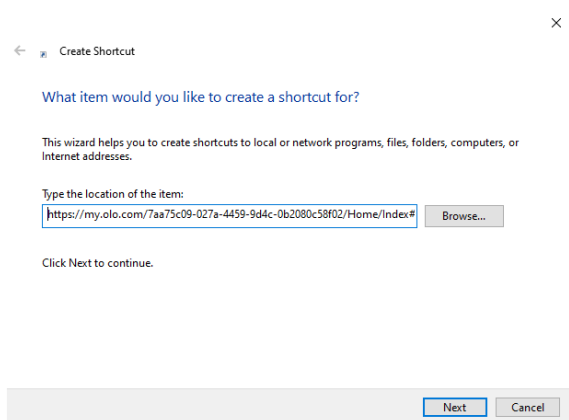 Create Shortcut
What item would you like to create a shortcut for?
This wizard helps you to create shortcuts to local or network programs, files, folders, computers, or
Internet addresses.
Type the location of the item:
https://my.olo.com/7aa75c09-027a-4459-9d4c-0b2080c58f02/Home/Index#
Browse...
Click Next to continue.
Next
Cancel